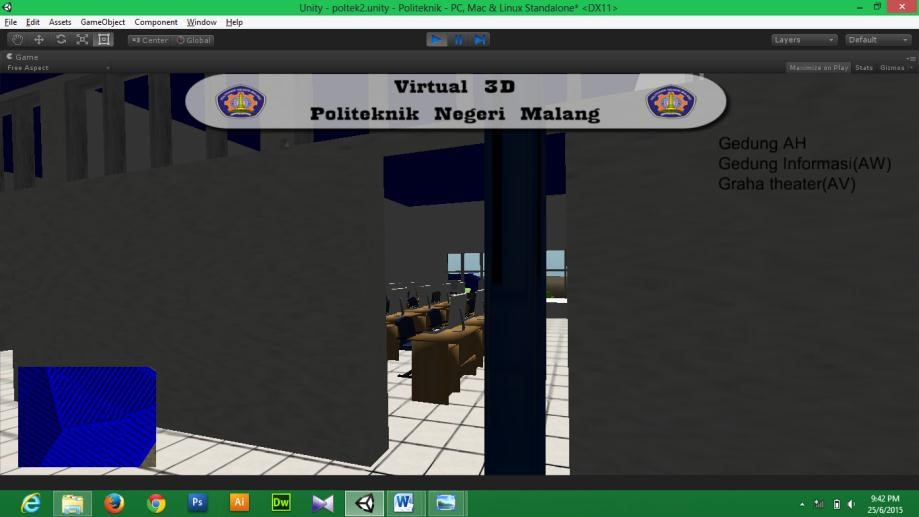 Unity - poltek2.unity - Politeknik - PC, Mac & Linux Standalone* <DX11>
File Edit Assets GameObject Component Window Help
Center Global Layers Default
Game
Free Aspect Maximize on Play Stats Gizmos
Virtual 3D
Politeknik Negeri Malang
Gedung AH
Gedung Informasi(AW)
Graha theater(AV)
Ps Ai Dw W
9:42 PM
25/6/2015